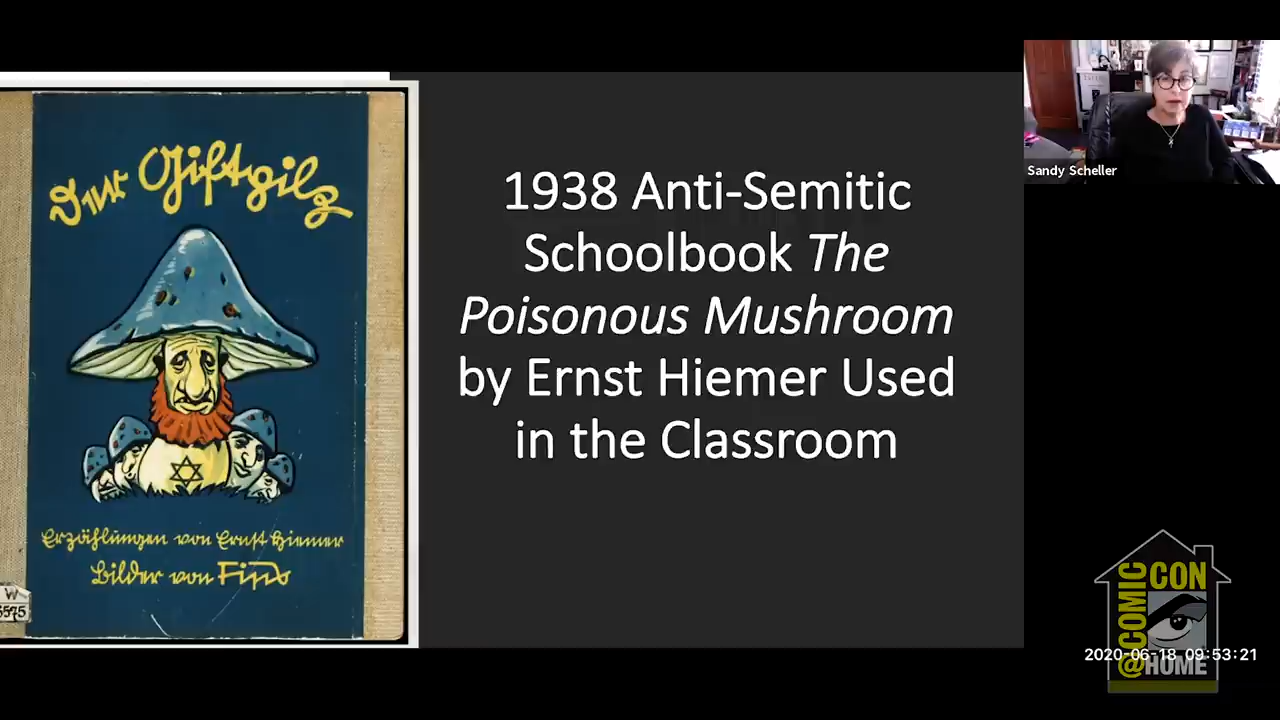 Der Giftpilz
Erzählungen von Ernst Hiemer
Bilder von Fips
W
6575
1938 Anti-Semitic
Schoolbook The
Poisonous Mushroom
by Ernst Hiemer Used
in the Classroom
Sandy Scheller
@COMIC
CON
HOME
2020-06-18 09:53:21